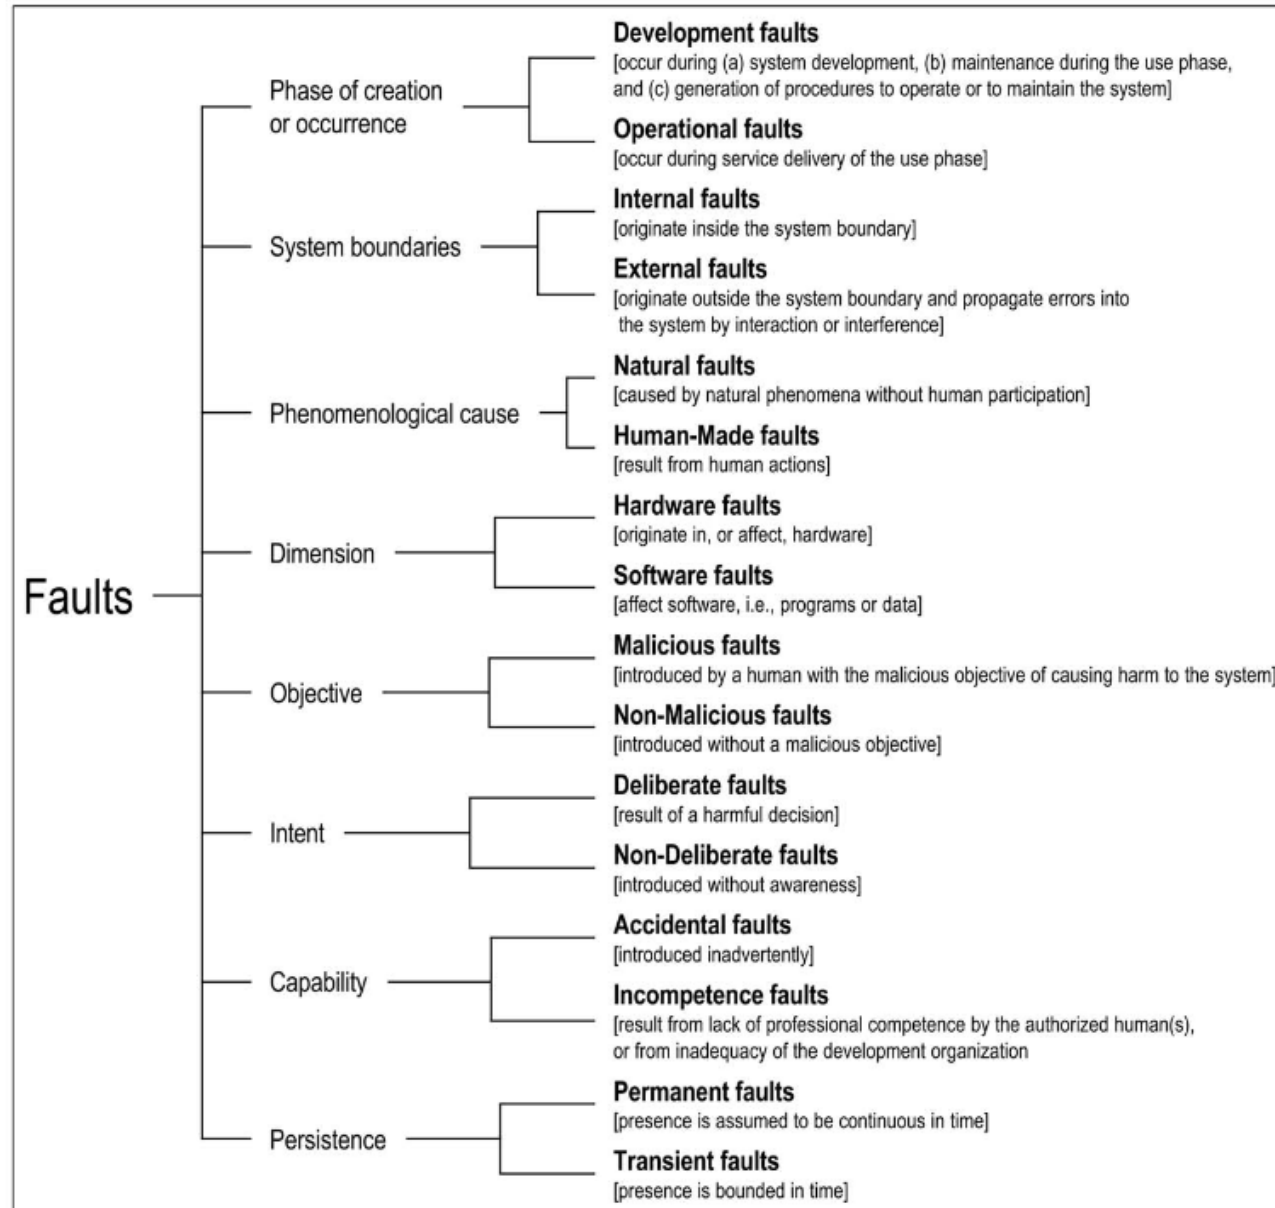 Faults
Phase of creation
or occurrence
Development faults
[occur during (a) system development, (b) maintenance during the use phase,
and (c) generation of procedures to operate or to maintain the system]
Operational faults
[occur during service delivery of the use phase]
System boundaries
Internal faults
[originate inside the system boundary]
External faults
[originate outside the system boundary and propagate errors into
the system by interaction or interference]
Phenomenological cause
Natural faults
[caused by natural phenomena without human participation]
Human-Made faults
[result from human actions]
Dimension
Hardware faults
[originate in, or affect, hardware]
Software faults
[affect software, i.e., programs or data]
Objective
Malicious faults
[introduced by a human with the malicious objective of causing harm to the system]
Non-Malicious faults
[introduced without a malicious objective]
Intent
Deliberate faults
[result of a harmful decision]
Non-Deliberate faults
[introduced without awareness]
Capability
Accidental faults
[introduced inadvertently]
Incompetence faults
[result from lack of professional competence by the authorized human(s),
or from inadequacy of the development organization
Persistence
Permanent faults
[presence is assumed to be continuous in time]
Transient faults
[presence is bounded in time]